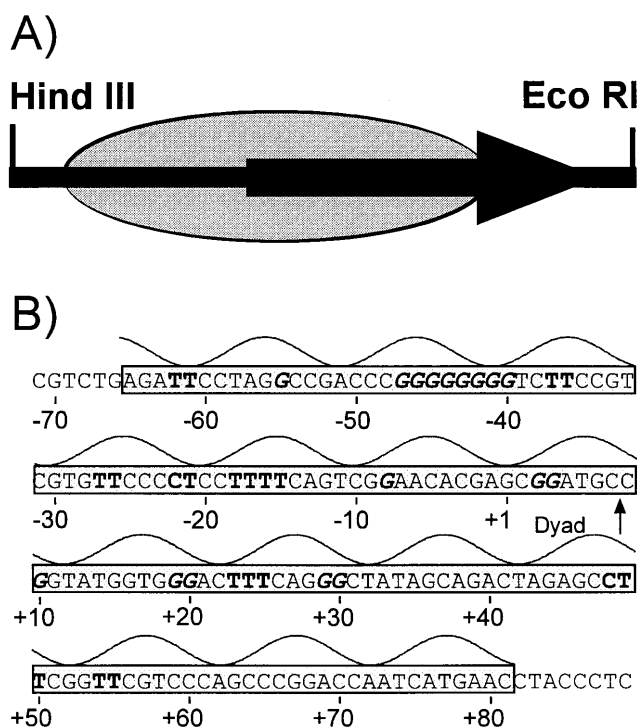 A)
Hind III
Eco RI
B)
CGTCTGAGATTCCTAGGCCGACCCGGGGGGGGTCTTCCGT
-70 -60 -50 -40
CGTGTTCCCCTCCTTTTCAGTCGGAACACGAGCGGATGCC
-30 -20 -10 +1 Dyad
GGTATGGTGGGACTTTCAGGGCTATAGCAGACTAGAGCCT
+10 +20 +30 +40
TCGGTTCGTCCCAGCCCGGACCAATCATGAACCTACCCTC
+50 +60 +70 +80